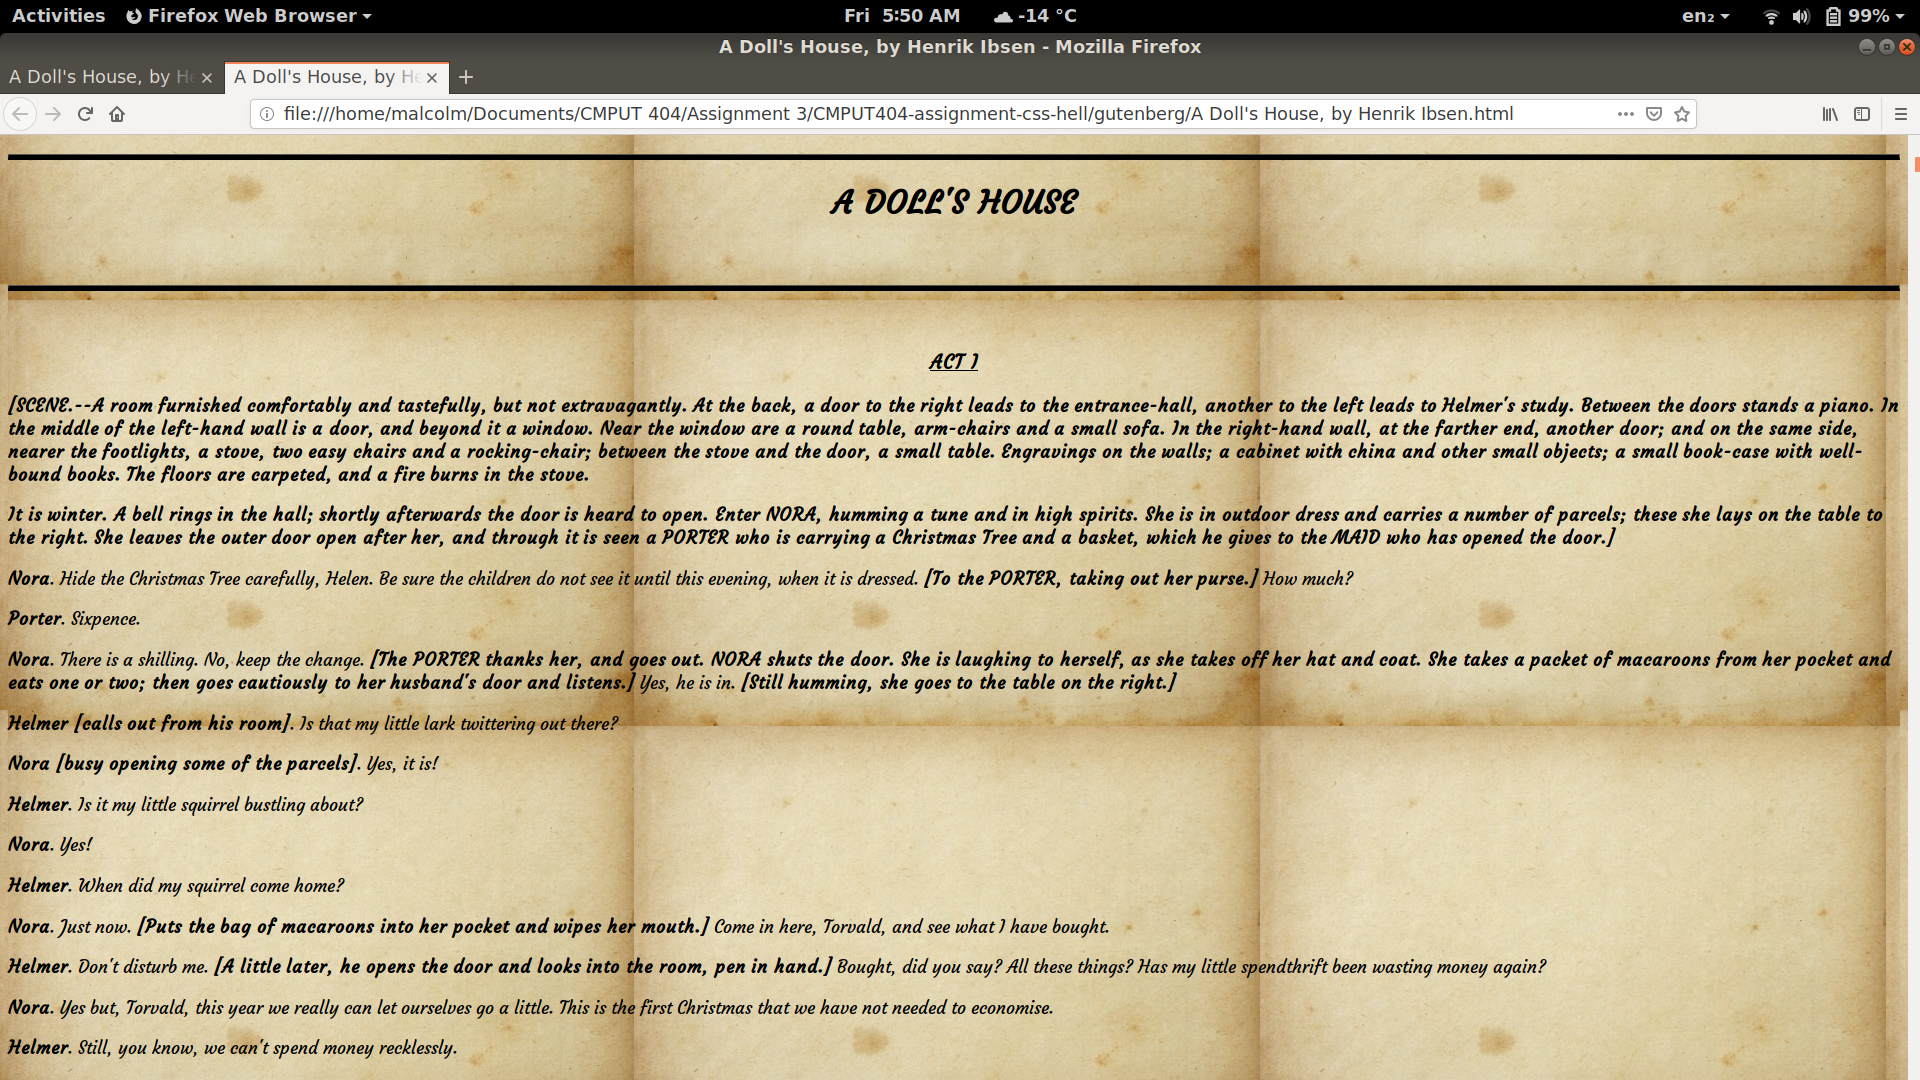 Activities Firefox Web Browser Fri 5:50 AM -14 °C en₂ 99%
A Doll's House, by Henrik Ibsen - Mozilla Firefox
A Doll's House, by He A Doll's House, by He
file:///home/malcolm/Documents/CMPUT 404/Assignment 3/CMPUT404-assignment-css-hell/gutenberg/A Doll's House, by Henrik Ibsen.html
A DOLL'S HOUSE
ACT I
[SCENE.--A room furnished comfortably and tastefully, but not extravagantly. At the back, a door to the right leads to the entrance-hall, another to the left leads to Helmer's study. Between the doors stands a piano. In
the middle of the left-hand wall is a door, and beyond it a window. Near the window are a round table, arm-chairs and a small sofa. In the right-hand wall, at the farther end, another door; and on the same side,
nearer the footlights, a stove, two easy chairs and a rocking-chair; between the stove and the door, a small table. Engravings on the walls; a cabinet with china and other small objects; a small book-case with well-
bound books. The floors are carpeted, and a fire burns in the stove.
It is winter. A bell rings in the hall; shortly afterwards the door is heard to open. Enter NORA, humming a tune and in high spirits. She is in outdoor dress and carries a number of parcels; these she lays on the table to
the right. She leaves the outer door open after her, and through it is seen a PORTER who is carrying a Christmas Tree and a basket, which he gives to the MAID who has opened the door.]
Nora. Hide the Christmas Tree carefully, Helen. Be sure the children do not see it until this evening, when it is dressed. [To the PORTER, taking out her purse.] How much?
Porter. Sixpence.
Nora. There is a shilling. No, keep the change. [The PORTER thanks her, and goes out. NORA shuts the door. She is laughing to herself, as she takes off her hat and coat. She takes a packet of macaroons from her pocket and
eats one or two; then goes cautiously to her husband's door and listens.] Yes, he is in. [Still humming, she goes to the table on the right.]
Helmer [calls out from his room]. Is that my little lark twittering out there?
Nora [busy opening some of the parcels]. Yes, it is!
Helmer. Is it my little squirrel bustling about?
Nora. Yes!
Helmer. When did my squirrel come home?
Nora. Just now. [Puts the bag of macaroons into her pocket and wipes her mouth.] Come in here, Torvald, and see what I have bought.
Helmer. Don't disturb me. [A little later, he opens the door and looks into the room, pen in hand.] Bought, did you say? All these things? Has my little spendthrift been wasting money again?
Nora. Yes but, Torvald, this year we really can let ourselves go a little. This is the first Christmas that we have not needed to economise.
Helmer. Still, you know, we can't spend money recklessly.